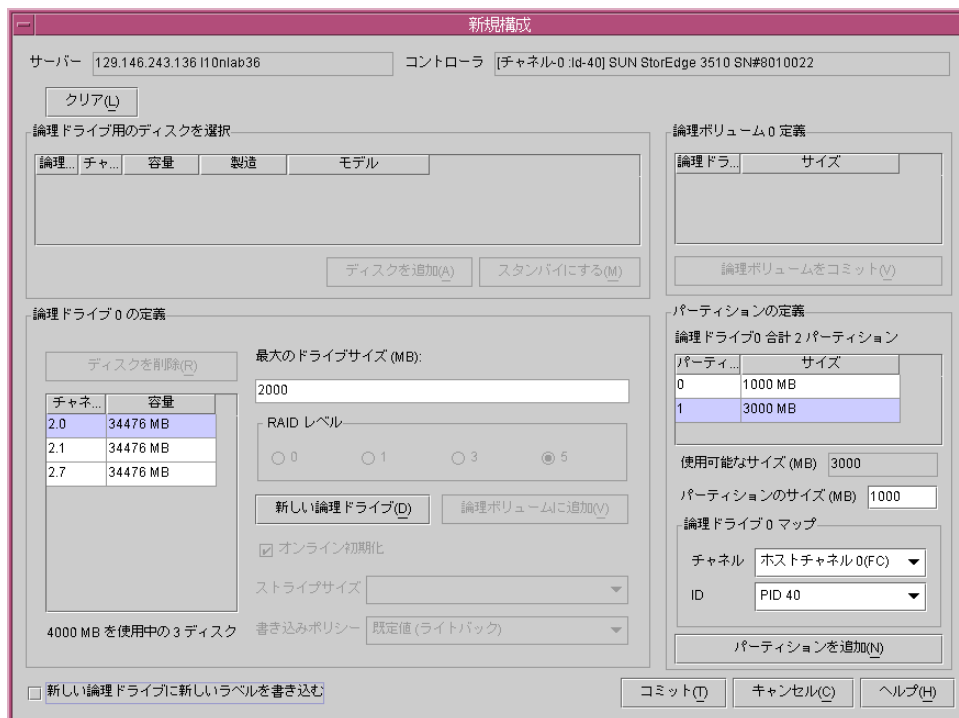 新規構成
サーバー 129.146.243.136 l10nlab36 コントローラ [チャネル-0 :Id-40] SUN StorEdge 3510 SN#8010022
クリア(L)
論理ドライブ用のディスクを選択
論理... チャ... 容量 製造 モデル
ディスクを追加(A) スタンバイにする(M)
論理ボリューム 0 定義
論理ドラ... サイズ
論理ボリュームをコミット(V)
論理ドライブ 0 の定義
ディスクを削除(R)
チャネ... 容量
2.0 34476 MB
2.1 34476 MB
2.7 34476 MB
4000 MB を使用中の 3 ディスク
最大のドライブサイズ (MB):
2000
RAID レベル
0 1 3 5
新しい論理ドライブ(D) 論理ボリュームに追加(V)
オンライン初期化
ストライプサイズ
書き込みポリシー 既定値 (ライトバック)
パーティションの定義
論理ドライブ0 合計 2 パーティション
パーティ... サイズ
0 1000 MB
1 3000 MB
使用可能なサイズ (MB) 3000
パーティションのサイズ (MB) 1000
論理ドライブ 0 マップ
チャネル ホストチャネル 0(FC)
ID PID 40
パーティションを追加(N)
新しい論理ドライブに新しいラベルを書き込む
コミット(T) キャンセル(C) ヘルプ(H)